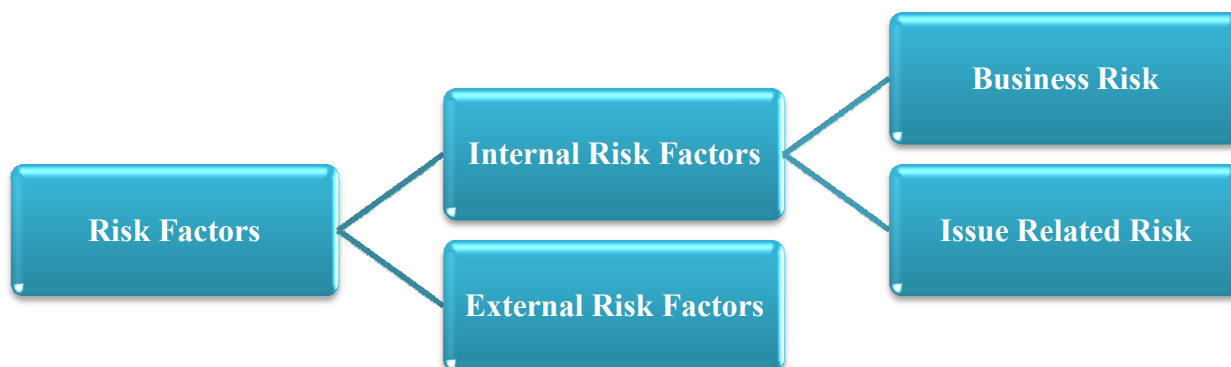 Risk Factors
Internal Risk Factors
External Risk Factors
Business Risk
Issue Related Risk